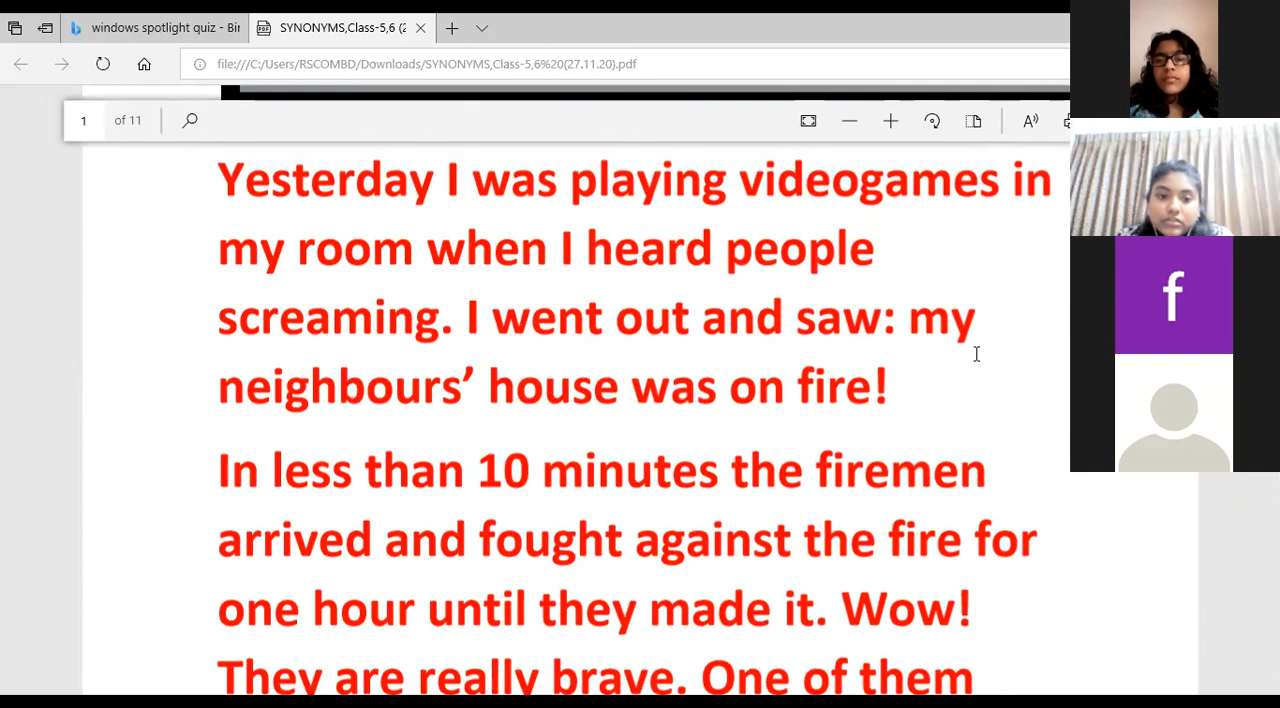 windows spotlight quiz - Bin
SYNONYMS,Class-5,6 (2
file:///C:/Users/RSCOMBD/Downloads/SYNONYMS,Class-5,6%20(27.11.20).pdf
1 of 11
Yesterday I was playing videogames in
my room when I heard people
screaming. I went out and saw: my
neighbours’ house was on fire!
In less than 10 minutes the firemen
arrived and fought against the fire for
one hour until they made it. Wow!
They are really brave. One of them
f